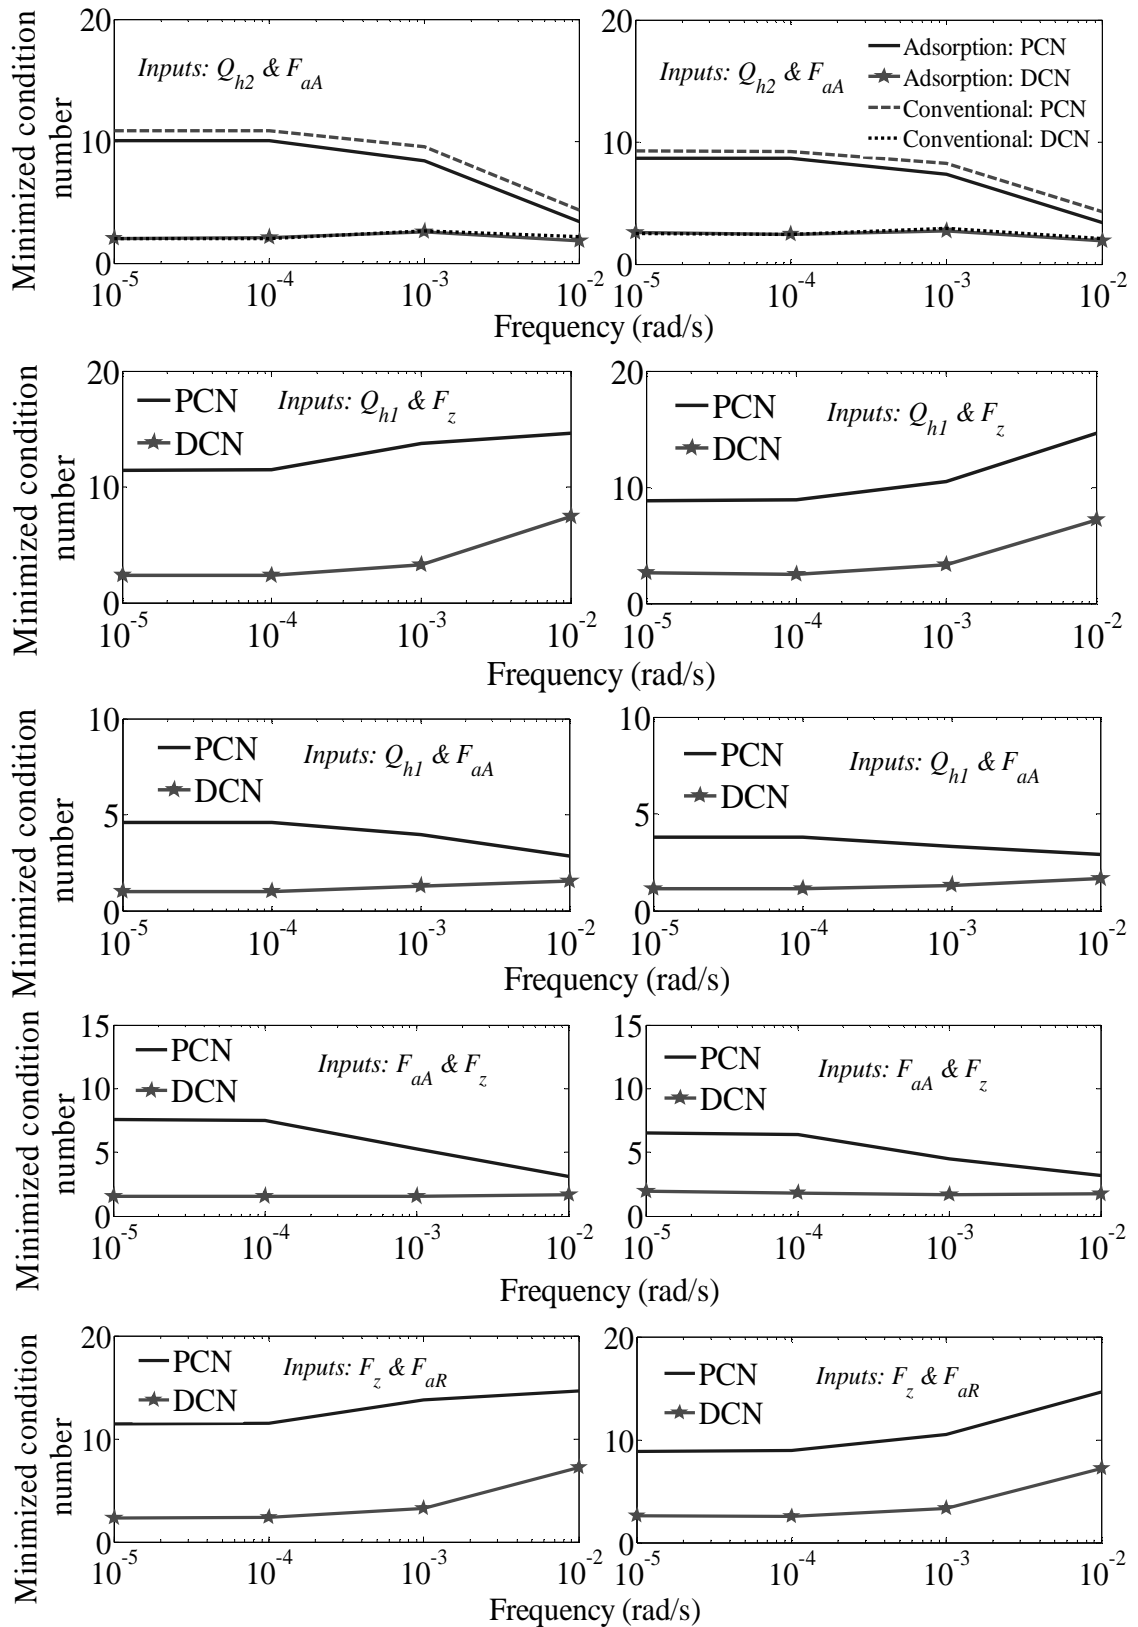 Minimized condition
number
20
10
0
Inputs: Q_h2 & F_aA
10^-5 10^-4 10^-3 10^-2
20
10
0
Inputs: Q_h2 & F_aA
Adsorption: PCN
Adsorption: DCN
Conventional: PCN
Conventional: DCN
10^-5 10^-4 10^-3 10^-2
Frequency (rad/s)
Minimized condition
number
20
10
0
PCN
DCN
Inputs: Q_h1 & F_z
10^-5 10^-4 10^-3 10^-2
20
10
0
PCN
DCN
Inputs: Q_h1 & F_z
10^-5 10^-4 10^-3 10^-2
Frequency (rad/s)
Minimized condition
number
10
5
0
PCN
DCN
Inputs: Q_h1 & F_aA
10^-5 10^-4 10^-3 10^-2
10
5
0
PCN
DCN
Inputs: Q_h1 & F_aA
10^-5 10^-4 10^-3 10^-2
Frequency (rad/s)
Minimized condition
number
15
10
5
0
PCN
DCN
Inputs: F_aA & F_z
10^-5 10^-4 10^-3 10^-2
15
10
5
0
PCN
DCN
Inputs: F_aA & F_z
10^-5 10^-4 10^-3 10^-2
Frequency (rad/s)
Minimized condition
number
20
10
0
PCN
DCN
Inputs: F_z & F_aR
10^-5 10^-4 10^-3 10^-2
20
10
0
PCN
DCN
Inputs: F_z & F_aR
10^-5 10^-4 10^-3 10^-2
Frequency (rad/s)